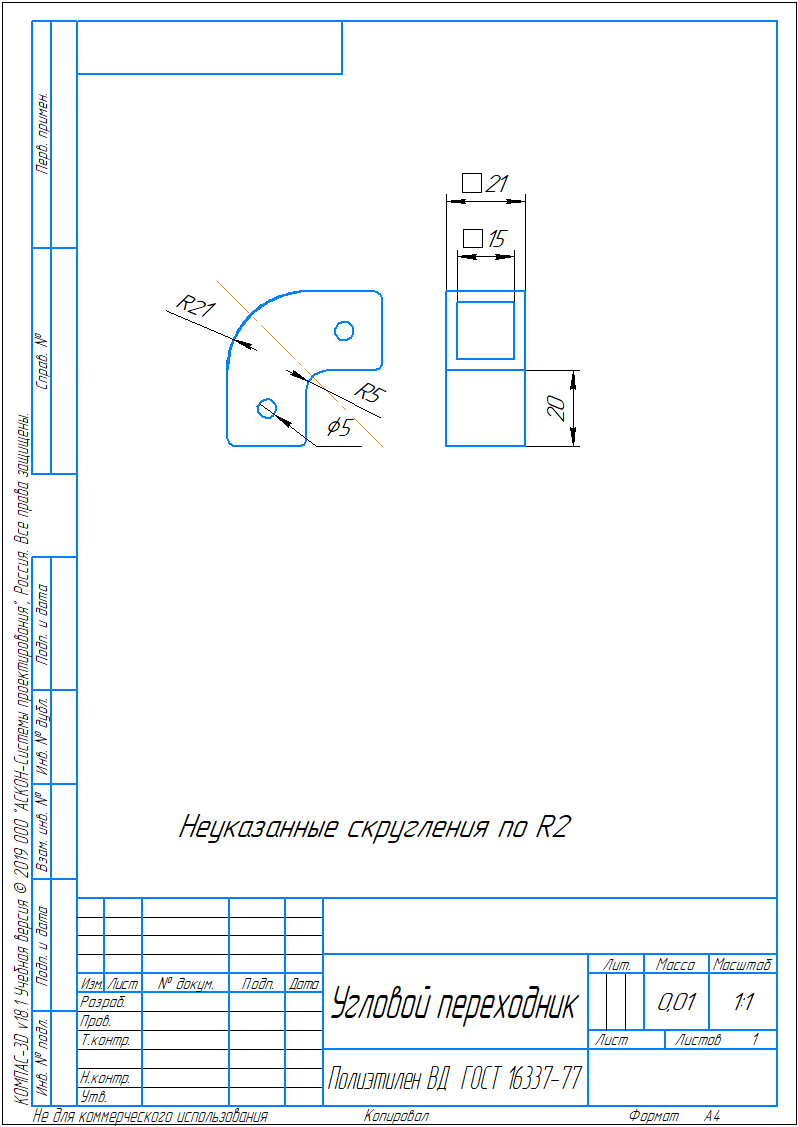 Перв. примен.
Справ. №
Подп. и дата
Инв. № дубл.
Взам. инв. №
Подп. и дата
Инв. № подл.
КОМПАС-3D v18.1 Учебная версия © 2019 ООО "АСКОН-Системы проектирования", Россия. Все права защищены.
□ 21
□ 15
R21
R5
ϕ5
20
Неуказанные скругления по R2
Изм. Лист № докум. Подп. Дата
Разраб.
Пров.
Т.контр.
Н.контр.
Утв.
Угловой переходник
Лит. Масса Масштаб
0,01 1:1
Лист Листов 1
Полиэтилен ВД ГОСТ 16337-77
Не для коммерческого использования Копировал Формат А4